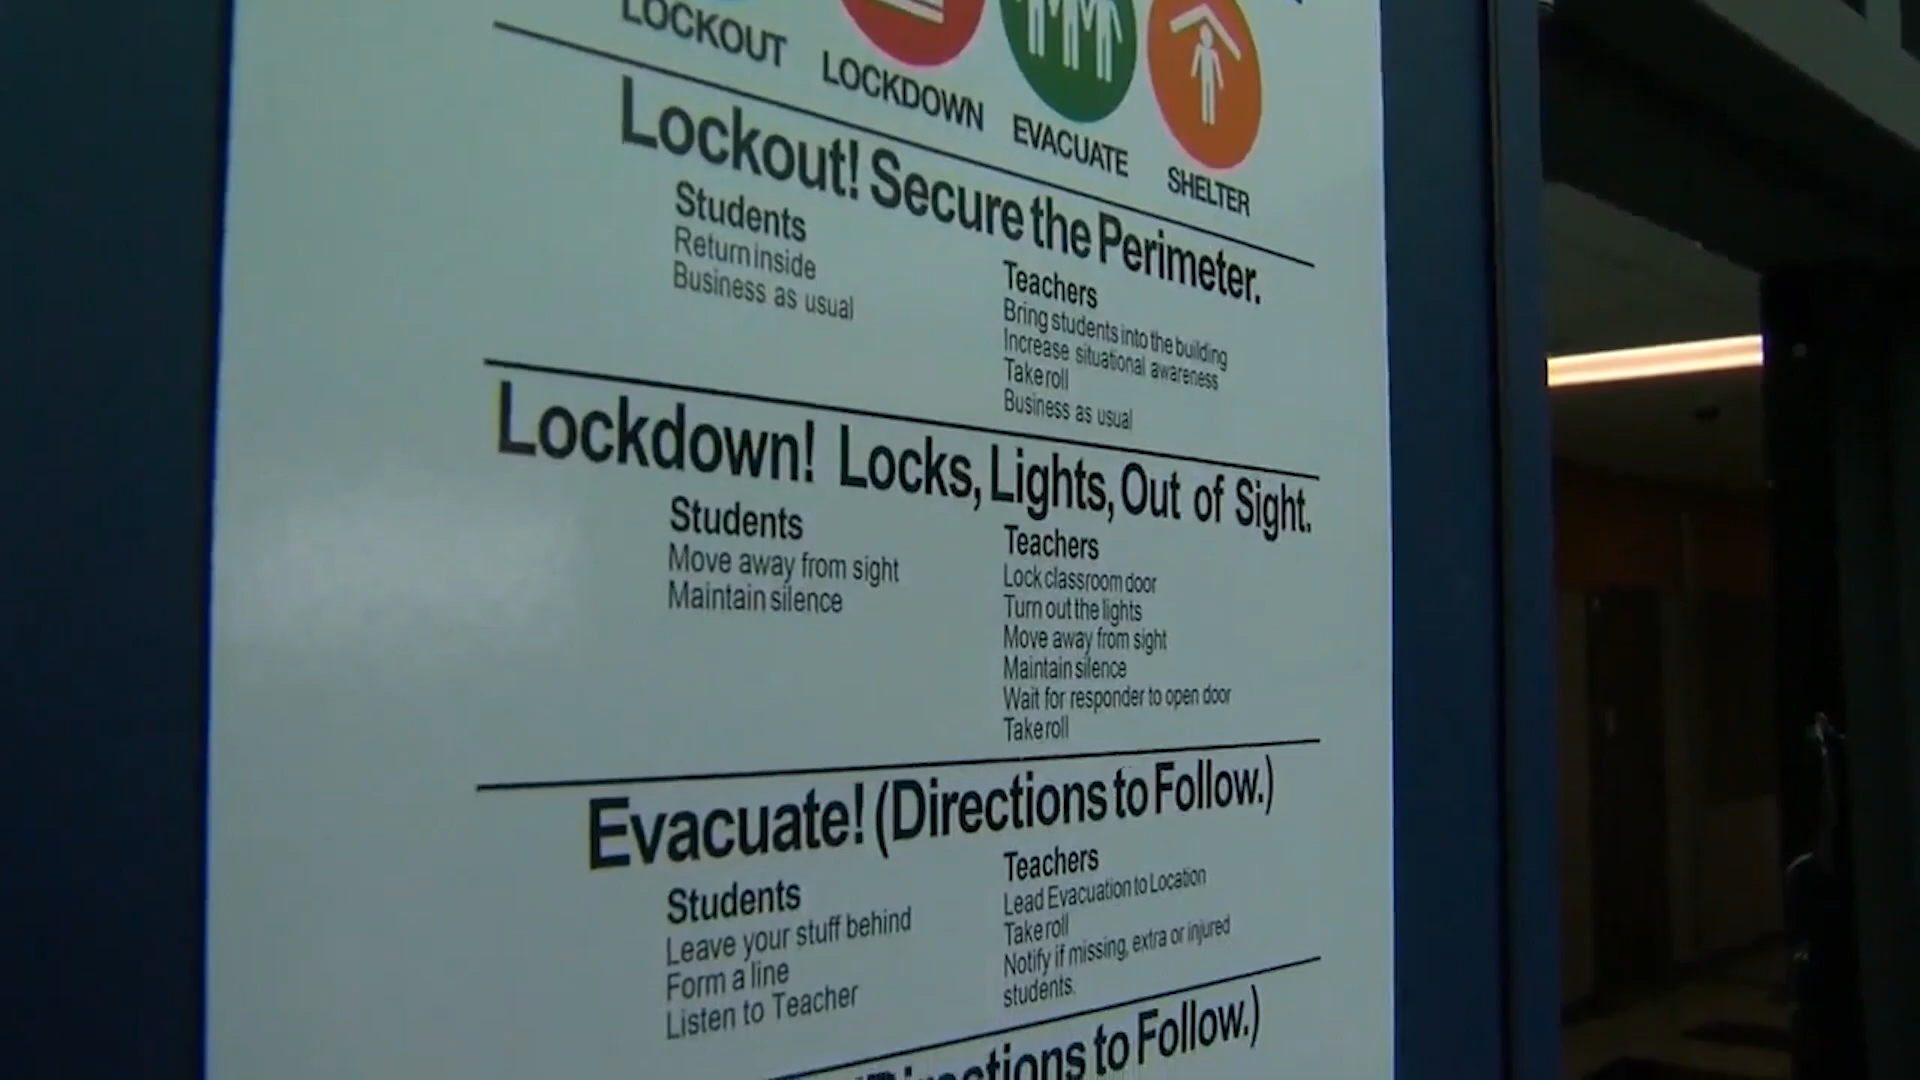 LOCKOUT
LOCKDOWN
EVACUATE
SHELTER
Lockout! Secure the Perimeter.
Students
Return inside
Business as usual
Teachers
Bring students into the building
Increase situational awareness
Take roll
Business as usual
Lockdown! Locks, Lights, Out of Sight.
Students
Move away from sight
Maintain silence
Teachers
Lock classroom door
Turn out the lights
Move away from sight
Maintain silence
Wait for responder to open door
Take roll
Evacuate! (Directions to Follow.)
Students
Leave your stuff behind
Form a line
Listen to Teacher
Teachers
Lead Evacuation to Location
Take roll
Notify if missing, extra or injured
students.
(Directions to Follow.)